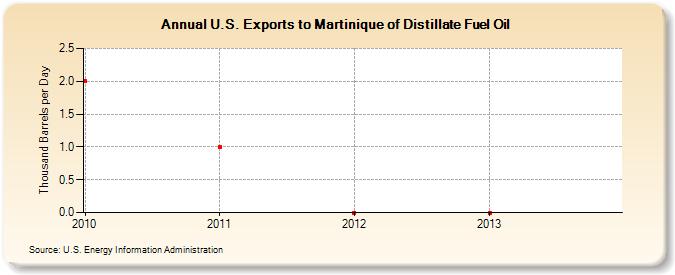 Annual U.S. Exports to Martinique of Distillate Fuel Oil
Thousand Barrels per Day
2.5
2.0
1.5
1.0
0.5
0.0
2010 2011 2012 2013
Source: U.S. Energy Information Administration